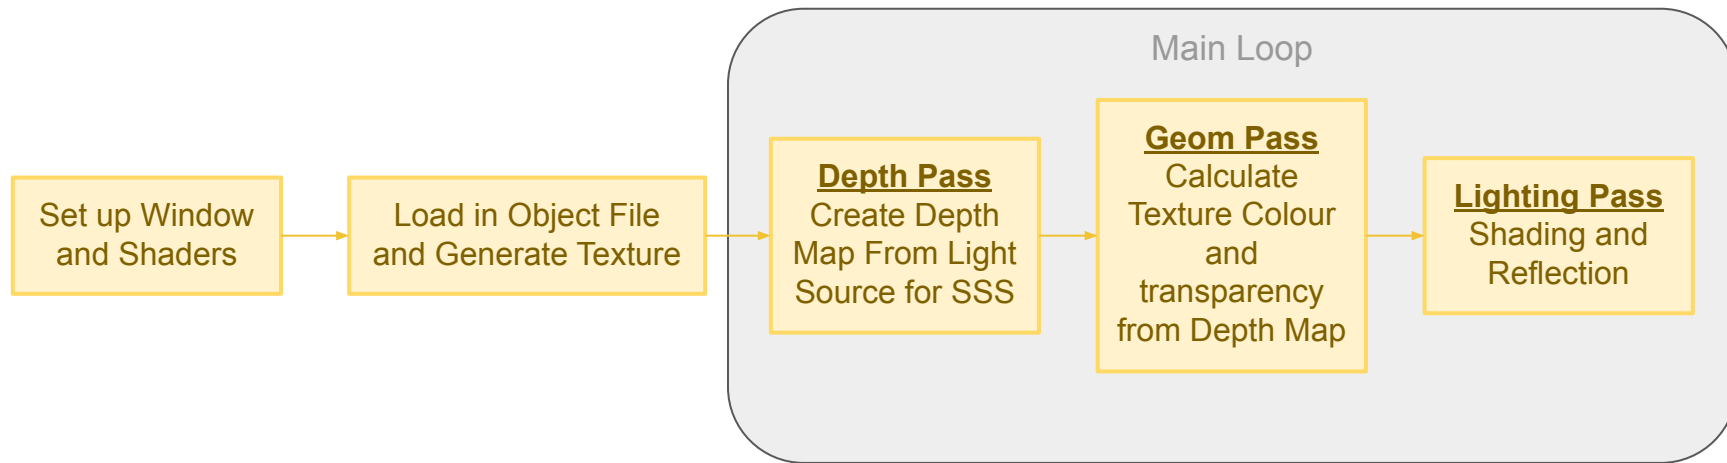 Main Loop
Set up Window
and Shaders
Load in Object File
and Generate Texture
Depth Pass
Create Depth
Map From Light
Source for SSS
Geom Pass
Calculate
Texture Colour
and
transparency
from Depth Map
Lighting Pass
Shading and
Reflection